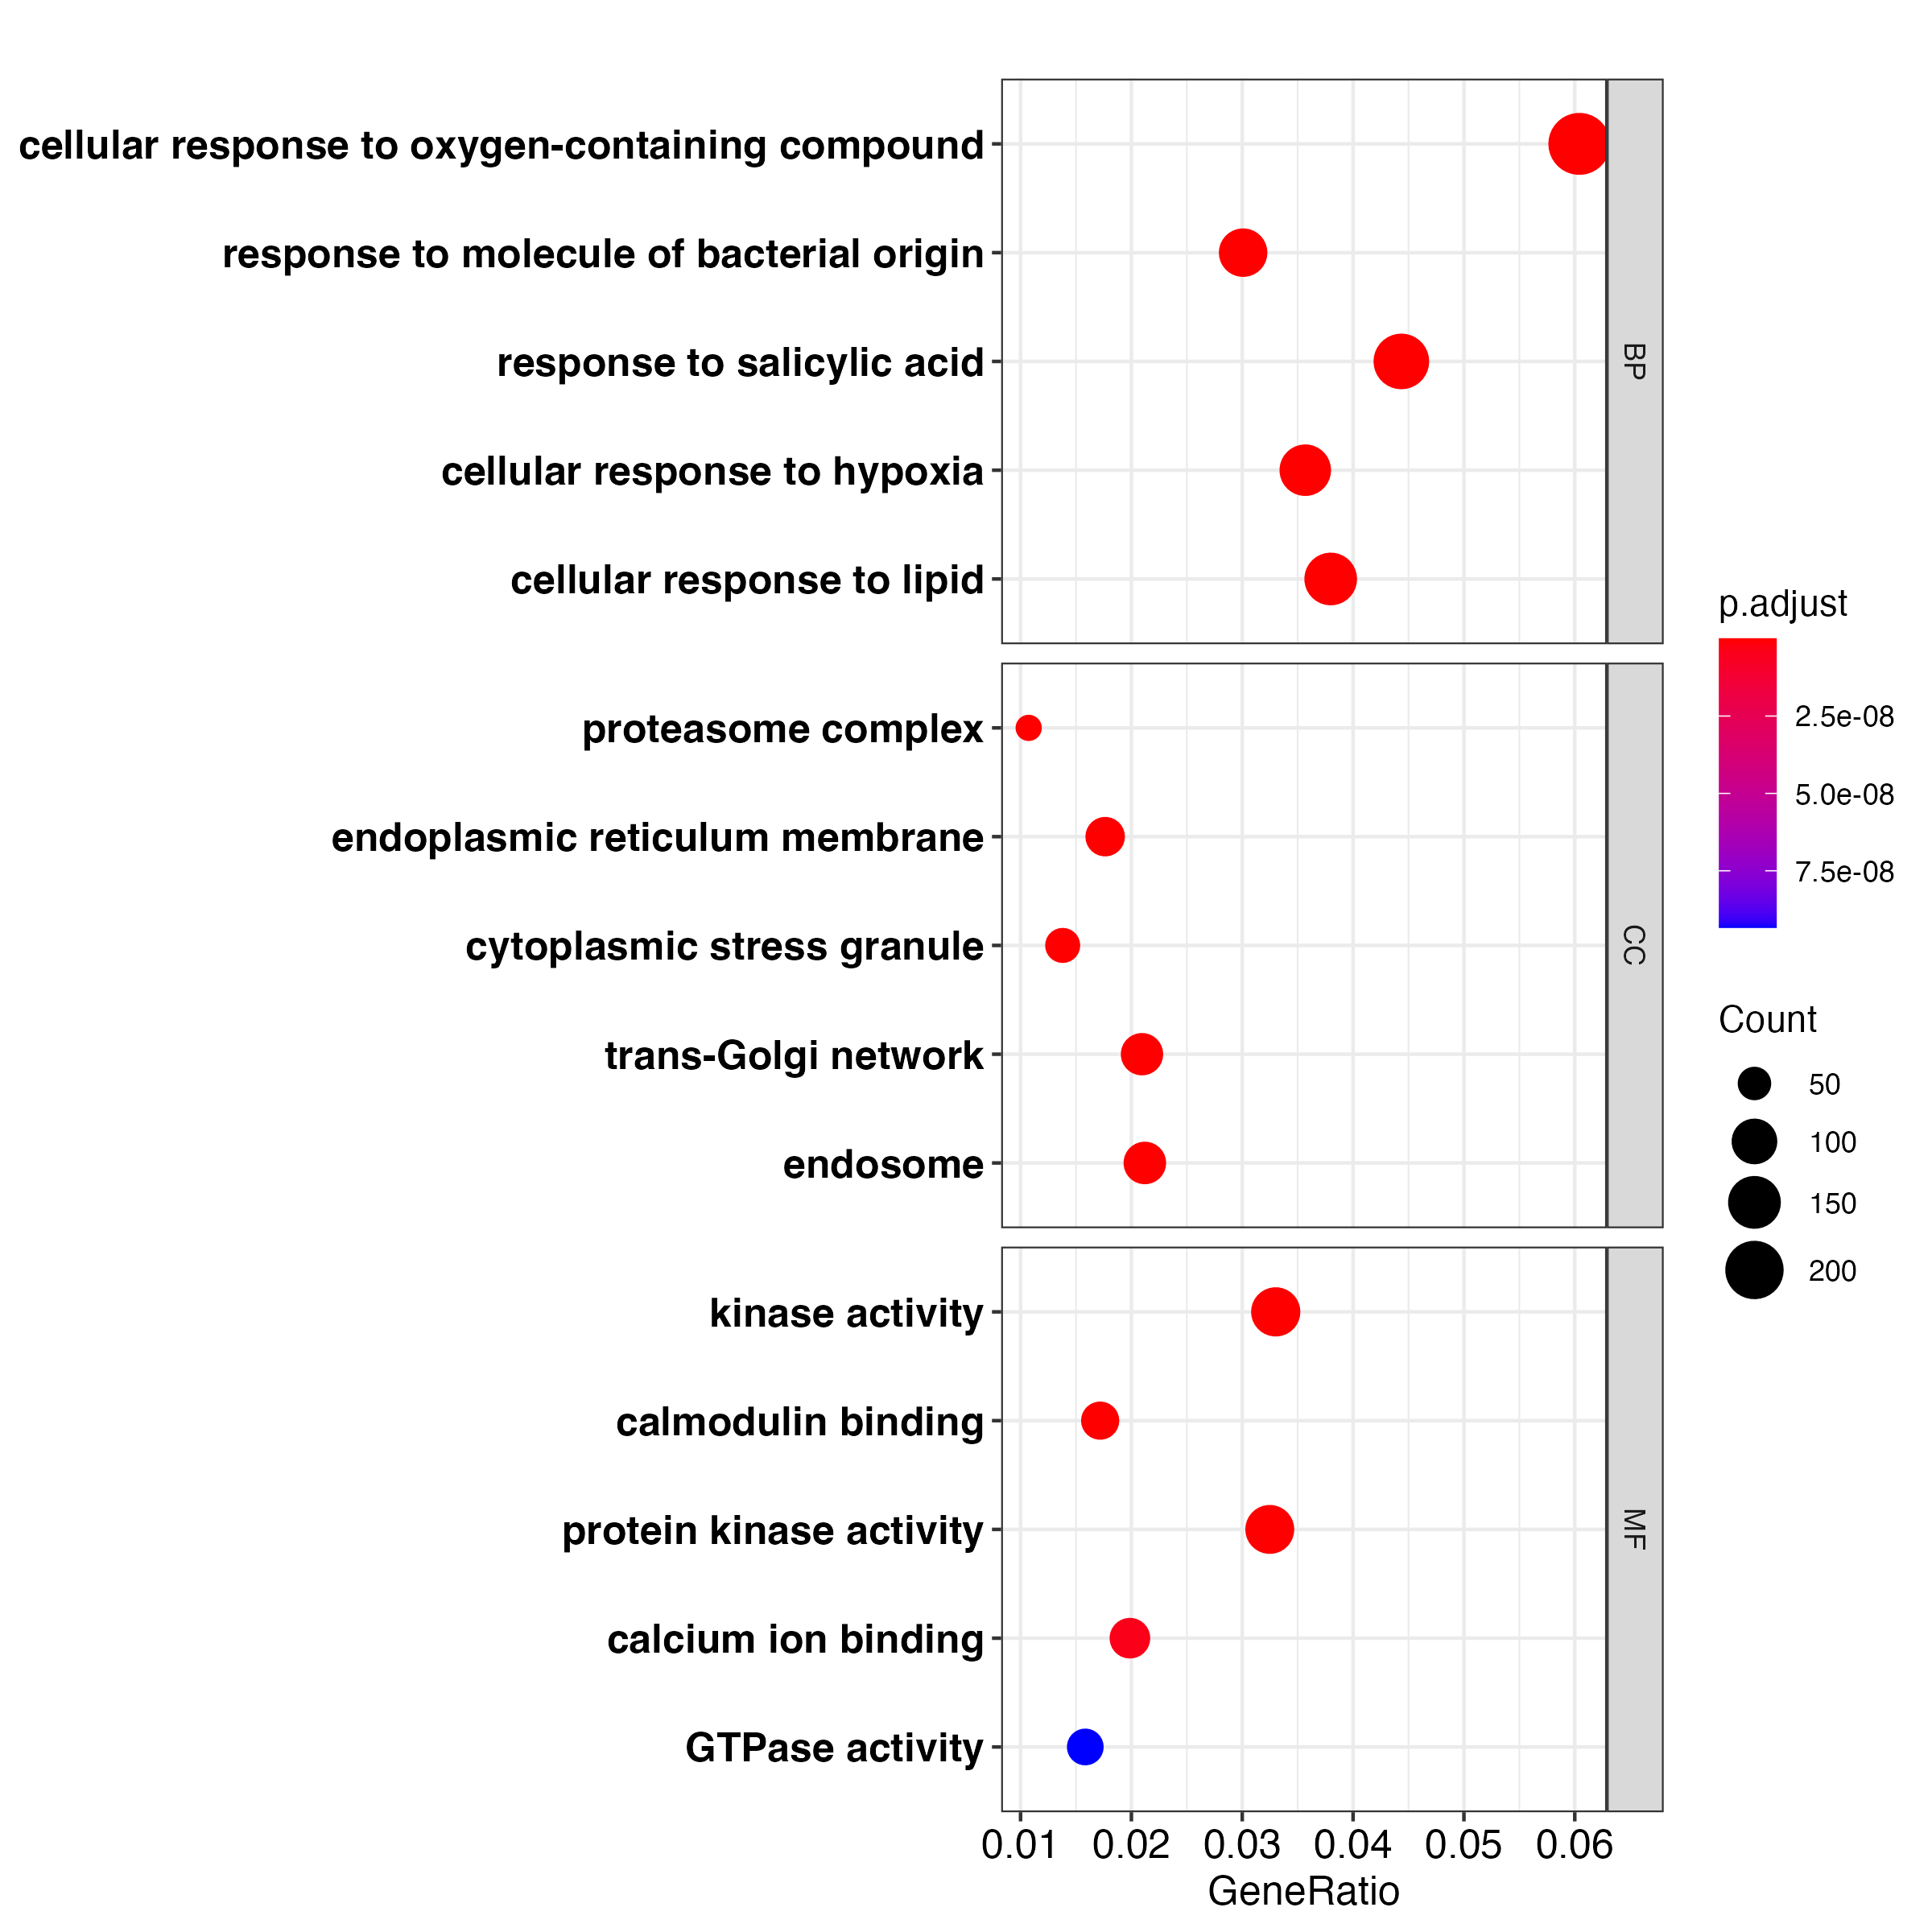 cellular response to oxygen-containing compound
response to molecule of bacterial origin
response to salicylic acid
cellular response to hypoxia
cellular response to lipid
BP
proteasome complex
endoplasmic reticulum membrane
cytoplasmic stress granule
trans-Golgi network
endosome
CC
kinase activity
calmodulin binding
protein kinase activity
calcium ion binding
GTPase activity
MF
0.01 0.02 0.03 0.04 0.05 0.06
GeneRatio
p.adjust
2.5e-08
5.0e-08
7.5e-08
Count
50
100
150
200